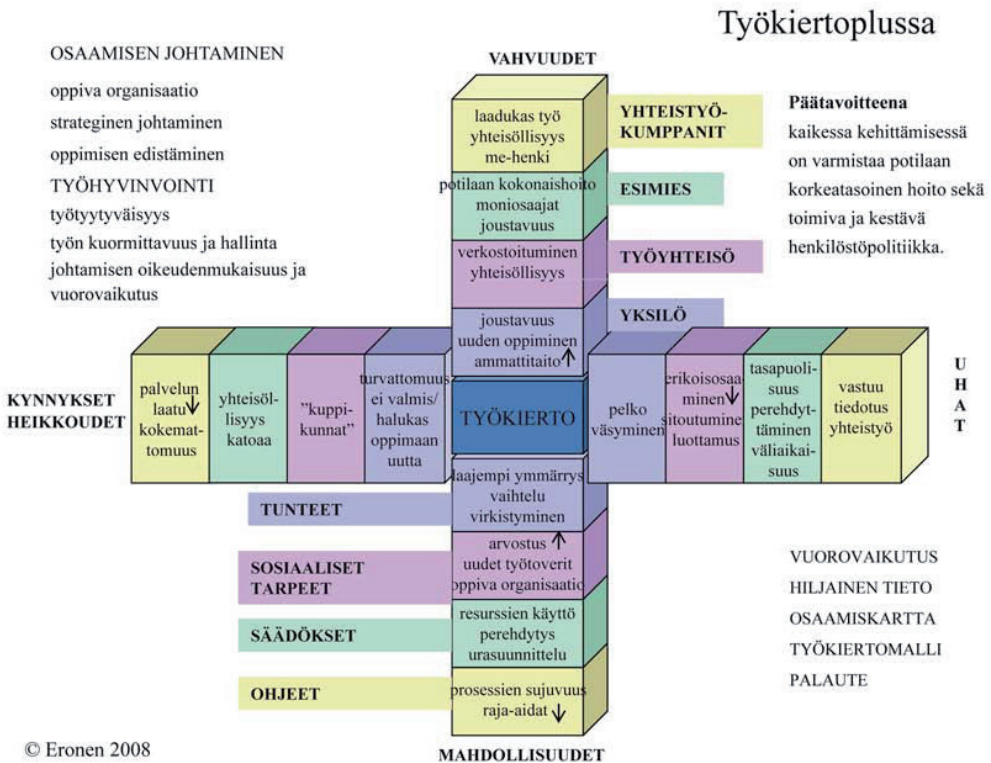 Työkiertoplussa
OSAAMISEN JOHTAMINEN
oppiva organisaatio
strateginen johtaminen
oppimisen edistäminen
TYÖHYVINVOINTI
työtyytyväisyys
työn kuormittavuus ja hallinta
johtamisen oikeudenmukaisuus ja
vuorovaikutus
VAHVUUDET
laadukas työ
yhteisöllisyys
me-henki
YHTEISTYÖ-
KUMPPANIT
potilaan kokonaishoito
moniosaajat
joustavuus
ESIMIES
verkostoituminen
yhteisöllisyys
TYÖYHTEISÖ
joustavuus
uuden oppiminen
ammattitaito ↑
YKSILÖ
Päätavoitteena
kaikessa kehittämisessä
on varmistaa potilaan
korkeatasoinen hoito sekä
toimiva ja kestävä
henkilöstöpolitiikka.
KYNNYKSET
HEIKKOUDET
palvelun
laatu ↓
kokemat-
tomuus
yhteisöl-
lisyys
katoaa
”kuppi-
kunnat”
turvattomuus
ei valmis/
halukas
oppimaan
uutta
TYÖKIERTO
pelko
väsyminen
erikoisosaa-
minen ↓
sitoutumine
luottamus
tasapuoli-
suus
perehdyt-
täminen
väliaikai-
suus
vastuu
tiedotus
yhteistyö
U
H
A
T
laajempi ymmärrys
vaihtelu
virkistyminen
TUNTEET
arvostus ↑
uudet työtoverit
oppiva organisaatio
SOSIAALISET
TARPEET
resurssien käyttö
perehdytys
urasuunnittelu
SÄÄDÖKSET
prosessien sujuvuus
raja-aidat ↓
OHJEET
MAHDOLLISUUDET
VUOROVAIKUTUS
HILJAINEN TIETO
OSAAMISKARTTA
TYÖKIERTOMALLI
PALAUTE
© Eronen 2008